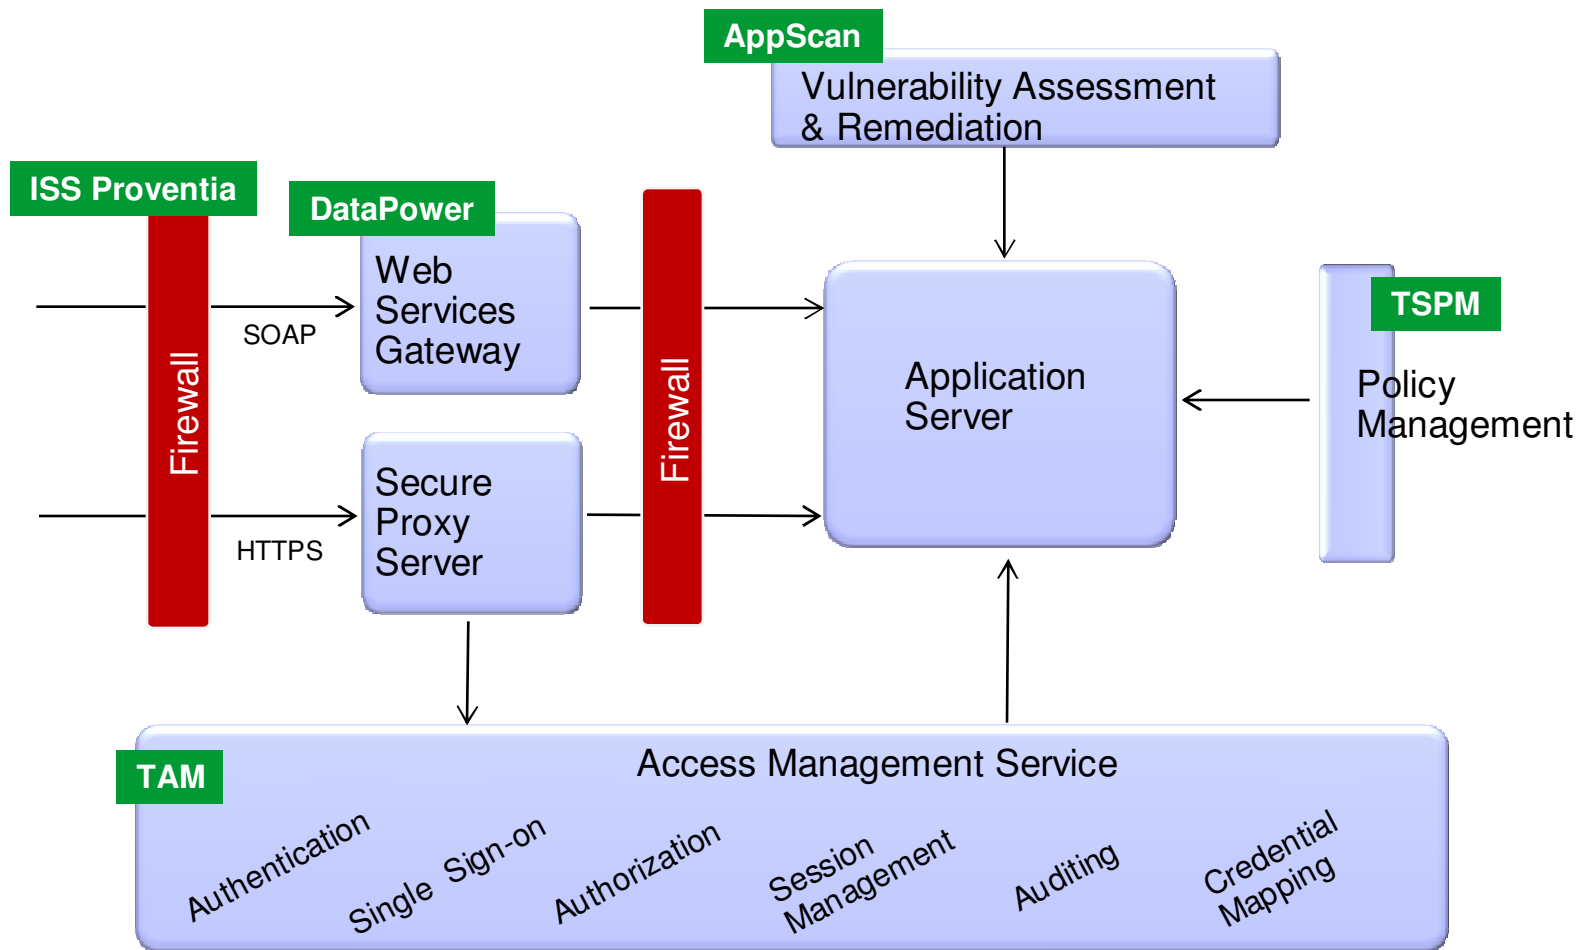 AppScan
Vulnerability Assessment
& Remediation
ISS Proventia
DataPower
Web
Services
Gateway
SOAP
Firewall
Firewall
Secure
Proxy
Server
HTTPS
Application
Server
TSPM
Policy
Management
TAM
Access Management Service
Authentication
Single Sign-on
Authorization
Session
Management
Auditing
Credential
Mapping